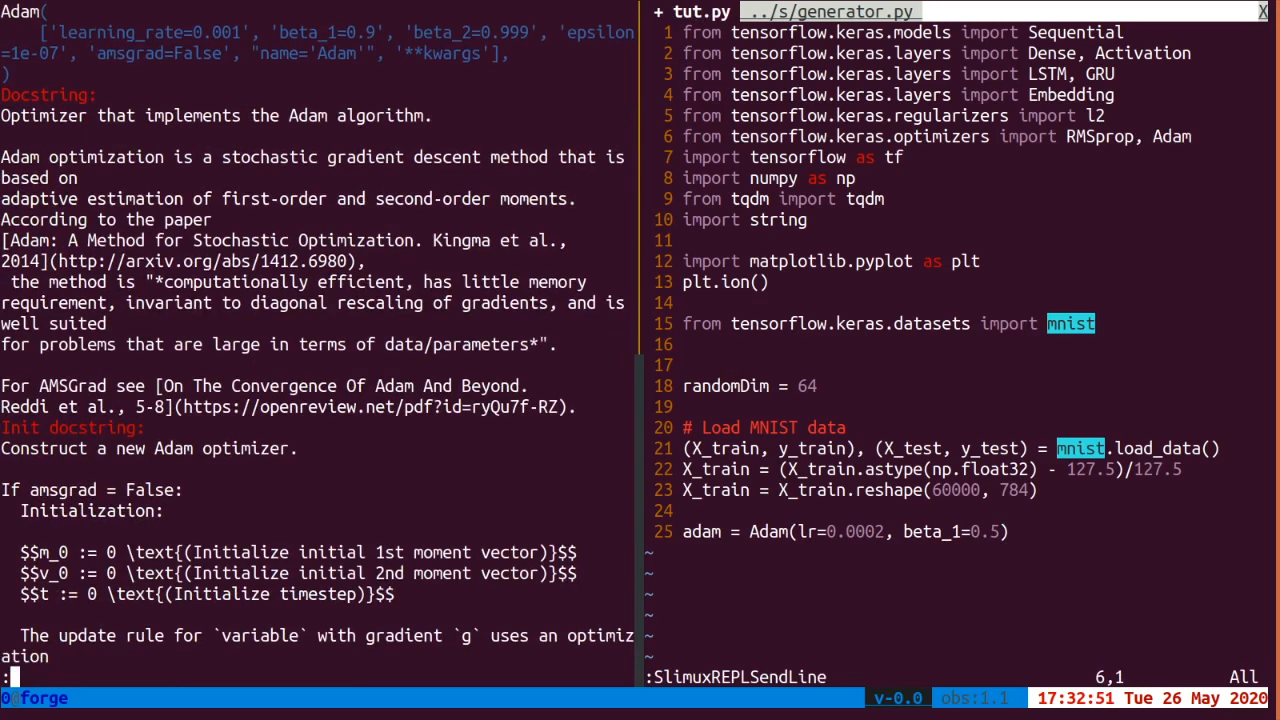 Adam(
    ['learning_rate=0.001', 'beta_1=0.9', 'beta_2=0.999', 'epsilon
=1e-07', 'amsgrad=False', "name='Adam'", '**kwargs'],
)
Docstring:
Optimizer that implements the Adam algorithm.

Adam optimization is a stochastic gradient descent method that is
based on
adaptive estimation of first-order and second-order moments.
According to the paper
[Adam: A Method for Stochastic Optimization. Kingma et al.,
2014](http://arxiv.org/abs/1412.6980),
 the method is "*computationally efficient, has little memory
requirement, invariant to diagonal rescaling of gradients, and is
well suited
for problems that are large in terms of data/parameters*".

For AMSGrad see [On The Convergence Of Adam And Beyond.
Reddi et al., 5-8](https://openreview.net/pdf?id=ryQu7f-RZ).
Init docstring:
Construct a new Adam optimizer.

If amsgrad = False:
  Initialization:

  $$m_0 := 0 \text{(Initialize initial 1st moment vector)}$$
  $$v_0 := 0 \text{(Initialize initial 2nd moment vector)}$$
  $$t := 0 \text{(Initialize timestep)}$$

  The update rule for `variable` with gradient `g` uses an optimiz
ation
:
+ tut.py  ../s/generator.py X
1 from tensorflow.keras.models import Sequential
2 from tensorflow.keras.layers import Dense, Activation
3 from tensorflow.keras.layers import LSTM, GRU
4 from tensorflow.keras.layers import Embedding
5 from tensorflow.keras.regularizers import l2
6 from tensorflow.keras.optimizers import RMSprop, Adam
7 import tensorflow as tf
8 import numpy as np
9 from tqdm import tqdm
10 import string
11
12 import matplotlib.pyplot as plt
13 plt.ion()
14
15 from tensorflow.keras.datasets import mnist
16
17
18 randomDim = 64
19
20 # Load MNIST data
21 (X_train, y_train), (X_test, y_test) = mnist.load_data()
22 X_train = (X_train.astype(np.float32) - 127.5)/127.5
23 X_train = X_train.reshape(60000, 784)
24
25 adam = Adam(lr=0.0002, beta_1=0.5)
~
~
~
~
~
~
:SlimuxREPLSendLine 6,1 All
0 forge v-0.0 obs:1.1 17:32:51 Tue 26 May 2020